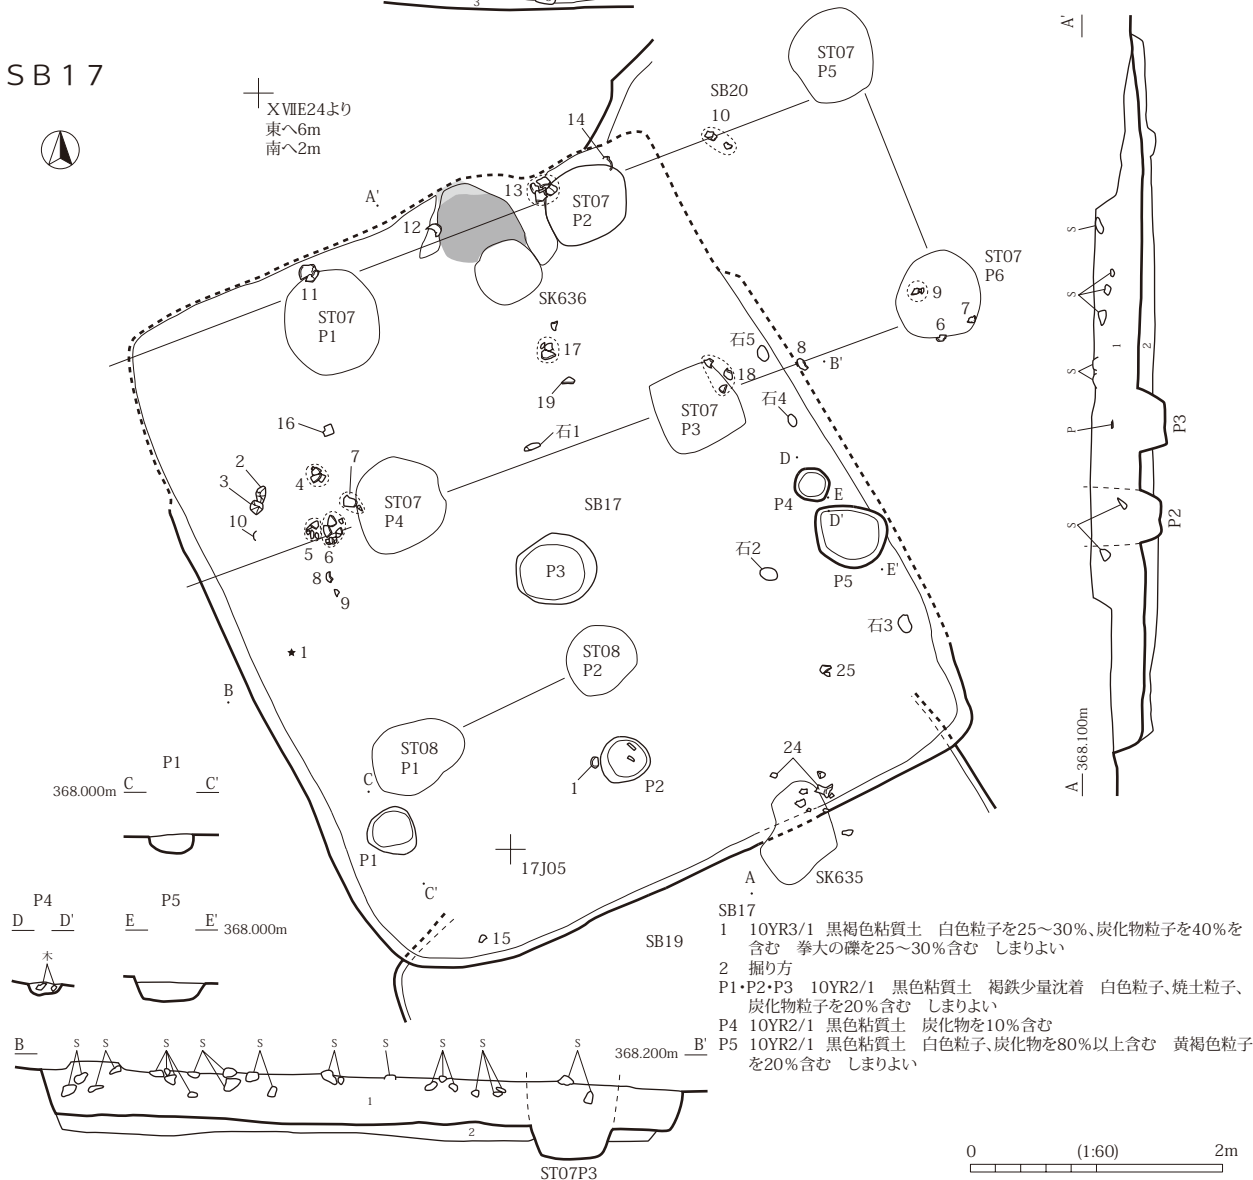 3
SB17
XⅧE24より
東へ6m
南へ2m
A'
ST07
P5
SB20
10
14
13
ST07
P2
A'
12
11
ST07
P1
SK636
17
19
ST07
P6
9
7
6
石5
8
B'
18
ST07
P3
石4
石1
16
2
3
4
7
10
5
6
8
9
ST07
P4
SB17
D
P4
E
D'
P5
E'
石2
石3
P3
1
B
ST08
P2
25
ST08
P1
C
1
P2
24
P1
17J05
C'
SK635
A
15
SB19
S
S
1
2
S
P
P3
P2
S
A 368.100m
P1
368.000m C C'
P4 P5
D D' E E' 368.000m
木
SB17
1 10YR3/1 黒褐色粘質土 白色粒子を25～30％、炭化物粒子を40％を
含む 拳大の礫を25～30％含む しまりよい
2 掘り方
P1・P2・P3 10YR2/1 黒色粘質土 褐鉄少量沈着 白色粒子、焼土粒子、
炭化物粒子を20％含む しまりよい
P4 10YR2/1 黒色粘質土 炭化物を10％含む
P5 10YR2/1 黒色粘質土 白色粒子、炭化物を80％以上含む 黄褐色粒子
を20％含む しまりよい
B S S S S S S S S S S 368.200m B'
1
2
ST07P3
0 (1:60) 2m